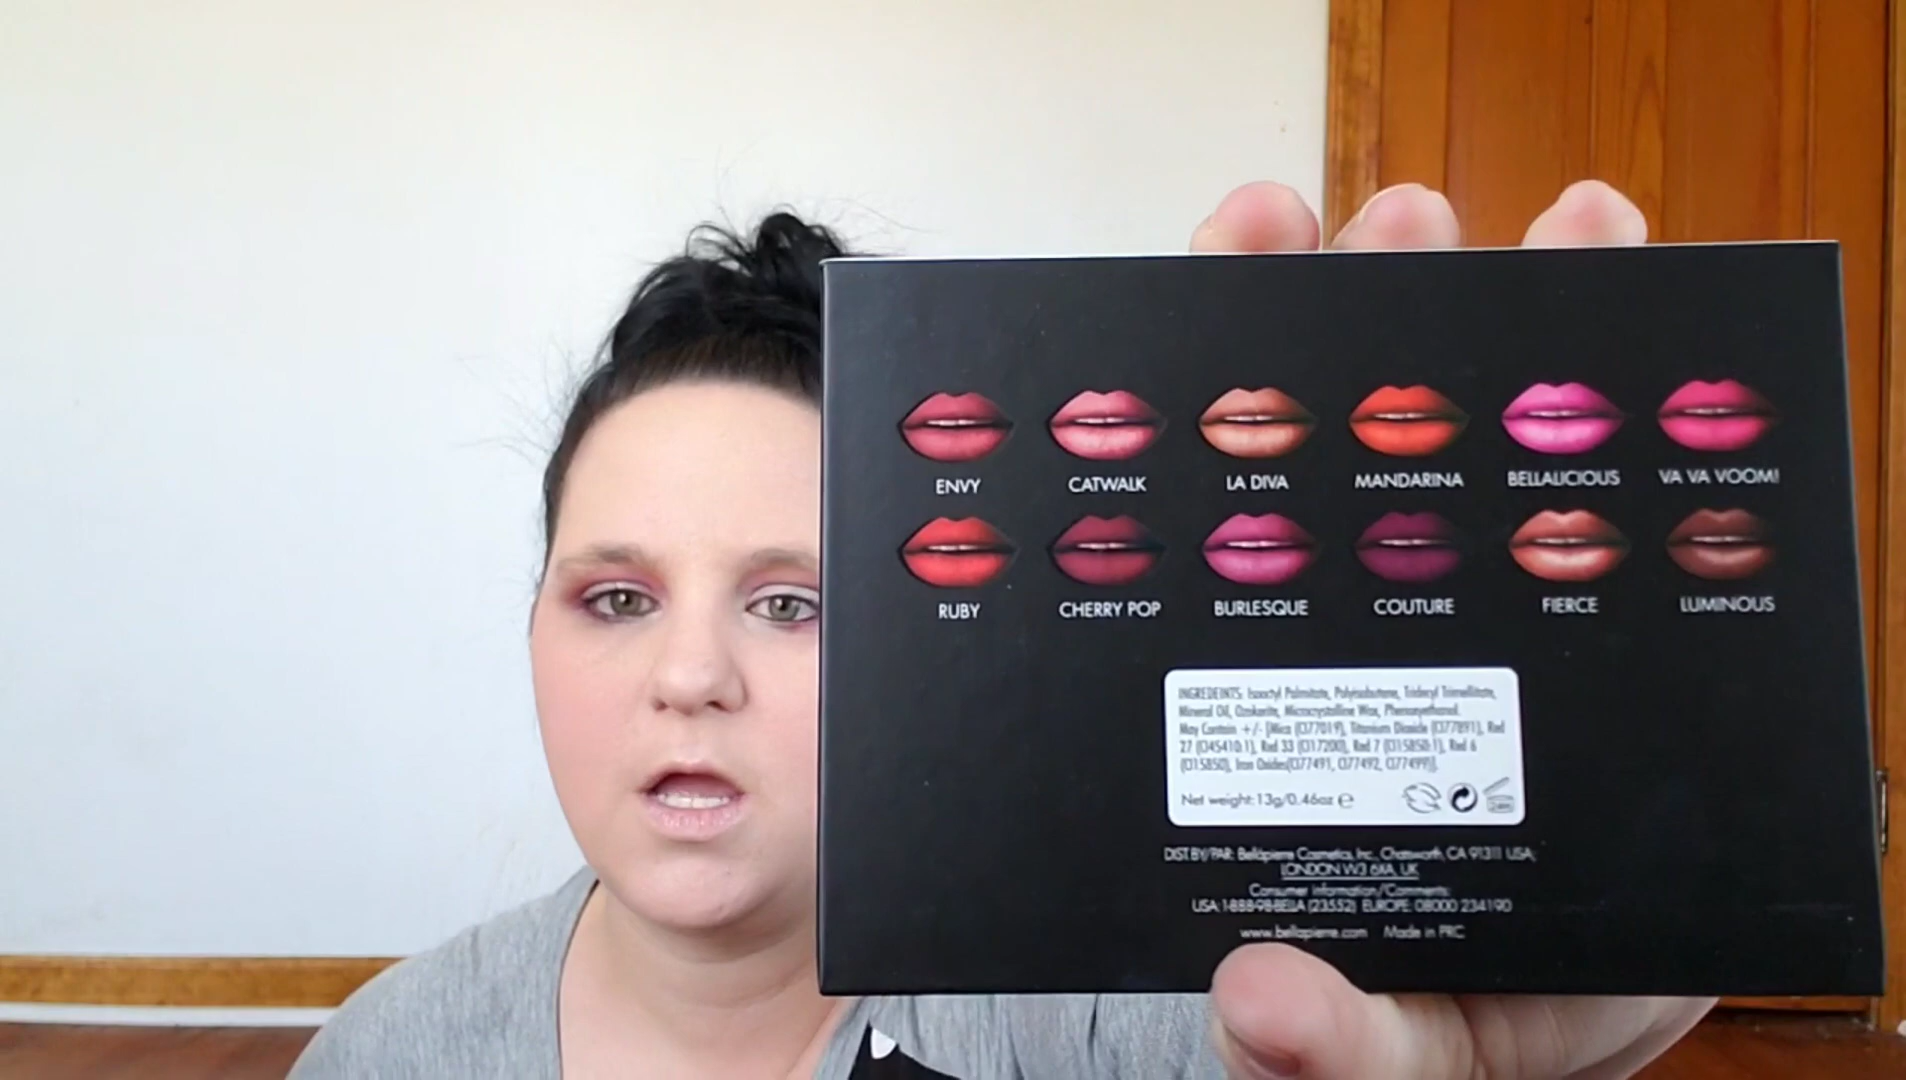 ENVY CATWALK LA DIVA MANDARINA BELLALICIOUS VA VA VOOM!
RUBY CHERRY POP BURLESQUE COUTURE FIERCE LUMINOUS
INGREDEINTS: Isooctyl Palmitate, Polyisobutene, Tridecyl Trimellitate,
Mineral Oil, Ozokerite, Microcrystalline Wax, Phenoxyethanol.
May Contain +/- [Mica (CI77019), Titanium Dioxide (CI77891), Red
27 (CI45410:1), Red 33 (CI17200), Red 7 (CI15850:1), Red 6
(CI15850), Iron Oxides(CI77491, CI77492, CI77499)].
Net weight: 13g/0.46oz e
DIST. BY/PAR: Bellápierre Cosmetics, Inc., Chatsworth, CA 91311 USA;
LONDON W3 6XA, UK
Consumer information/Comments:
USA: 1-888-98-BELLA (23552) EUROPE: 08000 234190
www.bellapierre.com Made in PRC